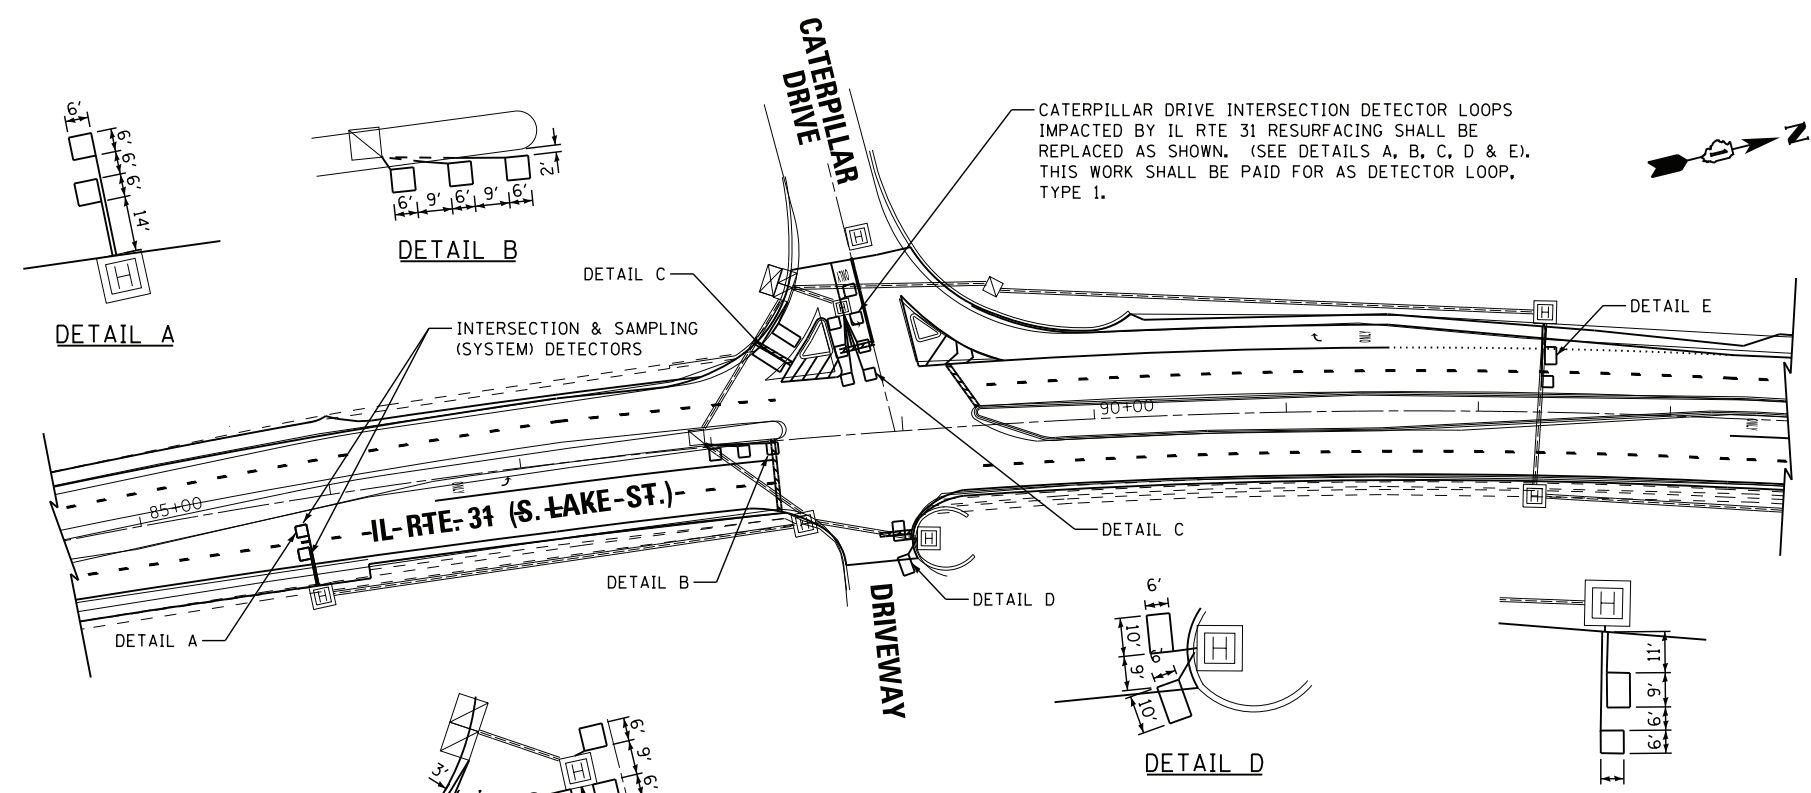 CATERPILLAR
DRIVE
CATERPILLAR DRIVE INTERSECTION DETECTOR LOOPS
IMPACTED BY IL RTE 31 RESURFACING SHALL BE
REPLACED AS SHOWN. (SEE DETAILS A, B, C, D & E).
THIS WORK SHALL BE PAID FOR AS DETECTOR LOOP,
TYPE 1.
N
6'
6'
6'
6'
14'
H
DETAIL A
2'
6'
9'
6'
9'
6'
DETAIL B
DETAIL C
INTERSECTION & SAMPLING
(SYSTEM) DETECTORS
H
ONLY
H
H
DETAIL E
ONLY
90+00
ONLY
85+00
ONLY
IL RTE. 31 (S. LAKE ST.)
H
H
H
H
DETAIL C
DETAIL B
DETAIL D
DETAIL A
DRIVEWAY
6'
10'
9'
6'
10'
H
DETAIL D
H
11'
9'
6'
6'
3'
H
6'
9'
6'